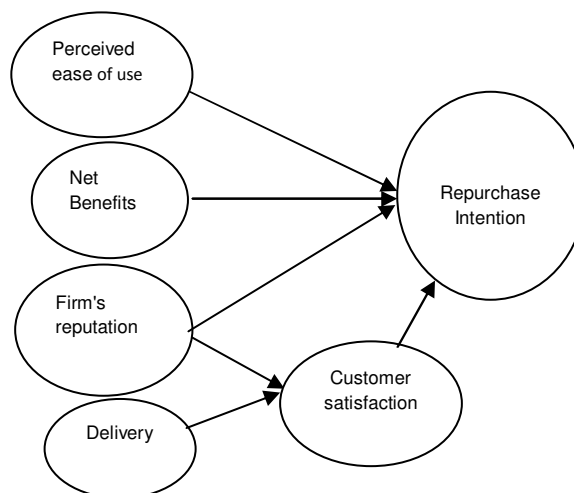 Perceived
ease of use
Net
Benefits
Repurchase
Intention
Firm's
reputation
Customer
satisfaction
Delivery